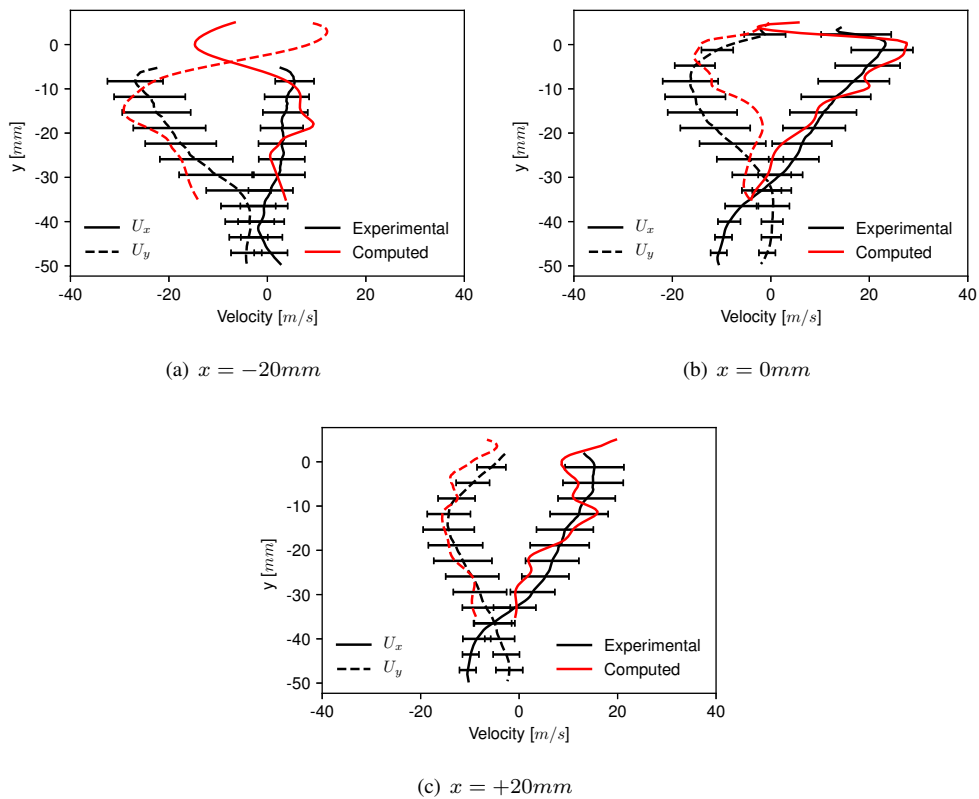 0
-10
-20
-30
-40
-50
y [mm]
U_x
U_y
Experimental
Computed
-40 -20 0 20 40
Velocity [m/s]
(a) x = −20mm
0
-10
-20
-30
-40
-50
y [mm]
U_x
U_y
Experimental
Computed
-40 -20 0 20 40
Velocity [m/s]
(b) x = 0mm
0
-10
-20
-30
-40
-50
y [mm]
U_x
U_y
Experimental
Computed
-40 -20 0 20 40
Velocity [m/s]
(c) x = +20mm